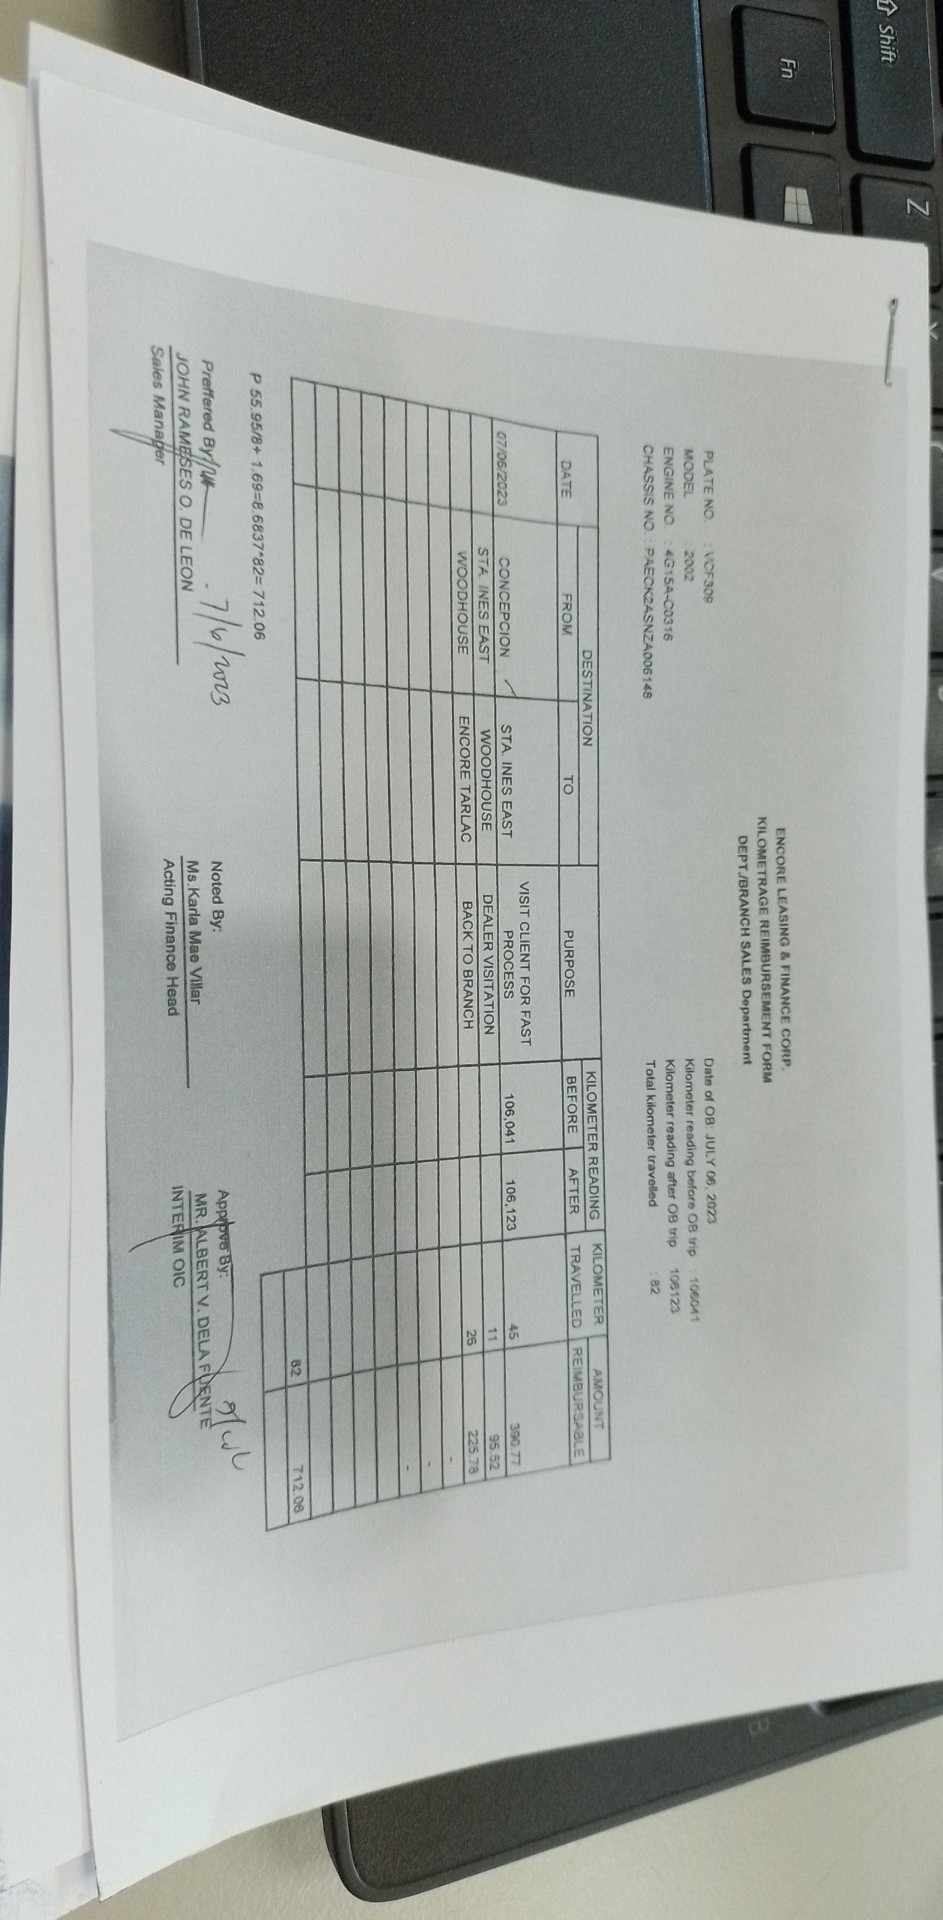 Z
Shift
Fn
ENCORE LEASING & FINANCE CORP.
KILOMETRAGE REIMBURSEMENT FORM
DEPT./BRANCH SALES Department
PLATE NO. : VCF309
MODEL : 2002
ENGINE NO. : 4G15A-C0316
CHASSIS NO. : PAECK2ASNZA006148
Date of OB: JULY 06, 2023
Kilometer reading before OB trip : 106041
Kilometer reading after OB trip 106123
Total kilometer travelled : 82
DATE DESTINATION PURPOSE KILOMETER READING KILOMETER AMOUNT
FROM TO BEFORE AFTER TRAVELLED REIMBURSABLE
07/06/2023 CONCEPCION STA. INES EAST VISIT CLIENT FOR FAST PROCESS 106,041 106,123 45 390.77
STA. INES EAST WOODHOUSE DEALER VISITATION 11 95.52
WOODHOUSE ENCORE TARLAC BACK TO BRANCH 26 225.78
-
-
-
82 712.06
P 55.95/8+ 1.69=8.6837*82= 712.06
Preffered By: 7/6/2023
JOHN RAMESES O. DE LEON
Sales Manager
Noted By:
Ms.Karla Mae Villar
Acting Finance Head
Approve By:
MR. ALBERT V. DELA FUENTE
INTERIM OIC